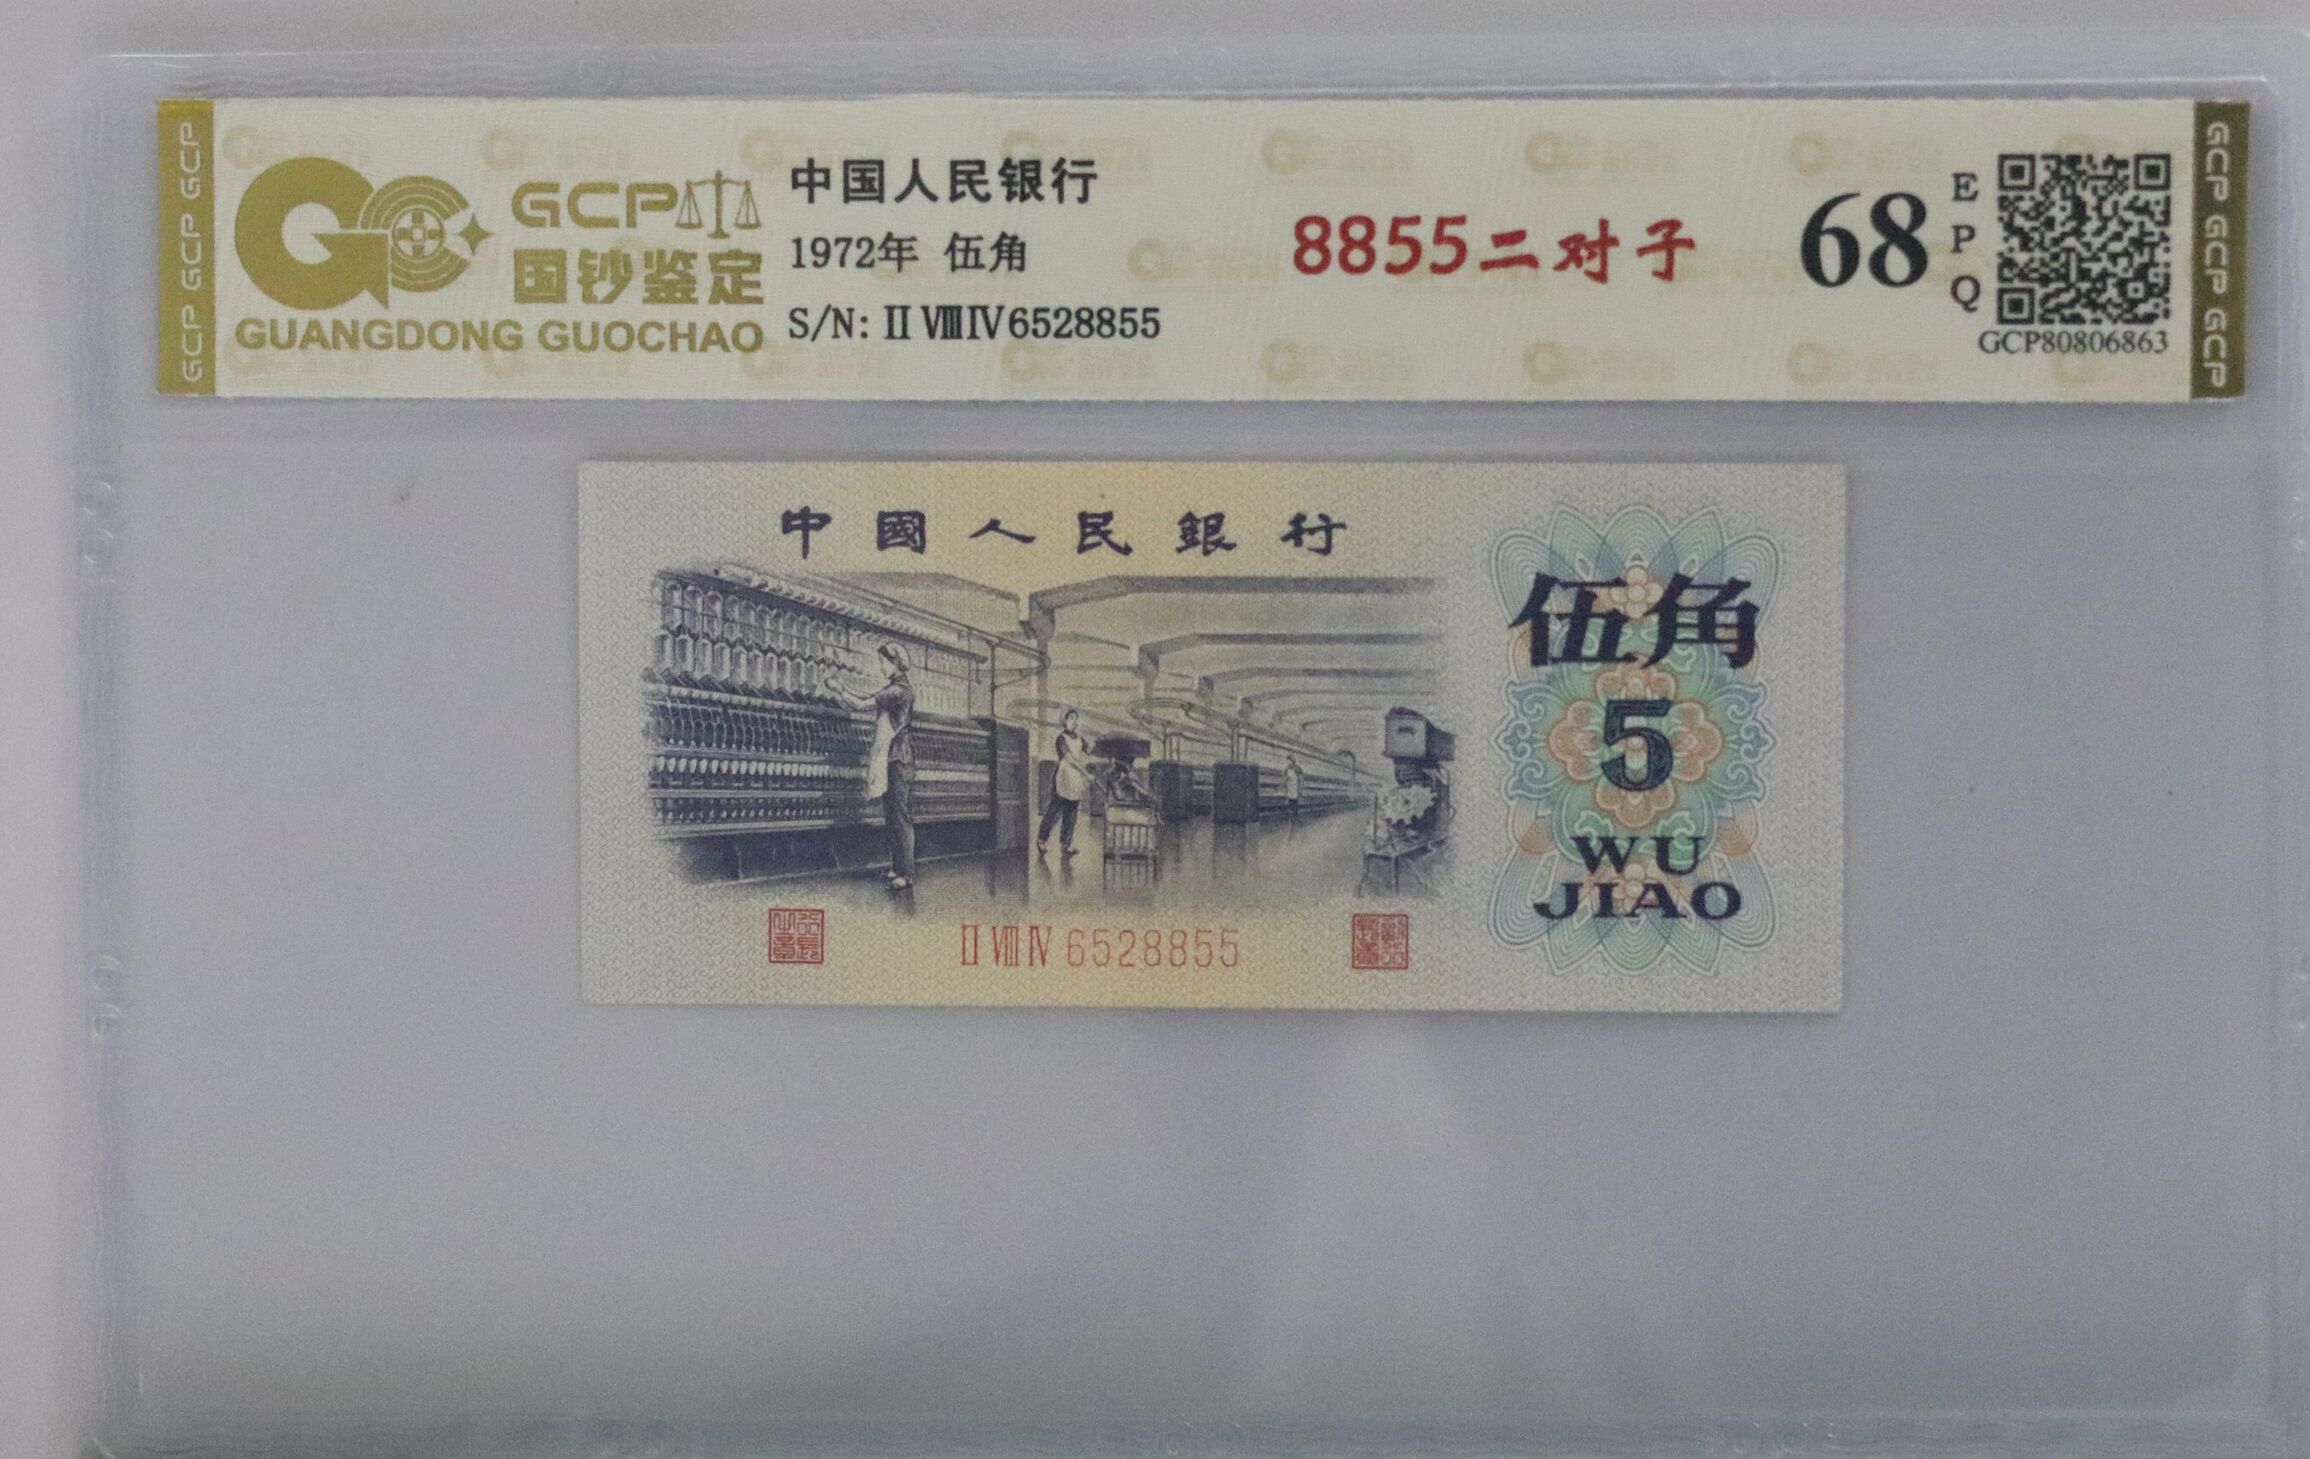 GCP GCP GCP
GCP
国钞鉴定
GUANGDONG GUOCHAO
中国人民银行
1972年 伍角
S/N: II VIII IV 6528855
8855二对子
68
EPQ
GCP80806863
GCP GCP GCP
中國人民銀行
伍角
5
WU
JIAO
II VIII IV 6528855